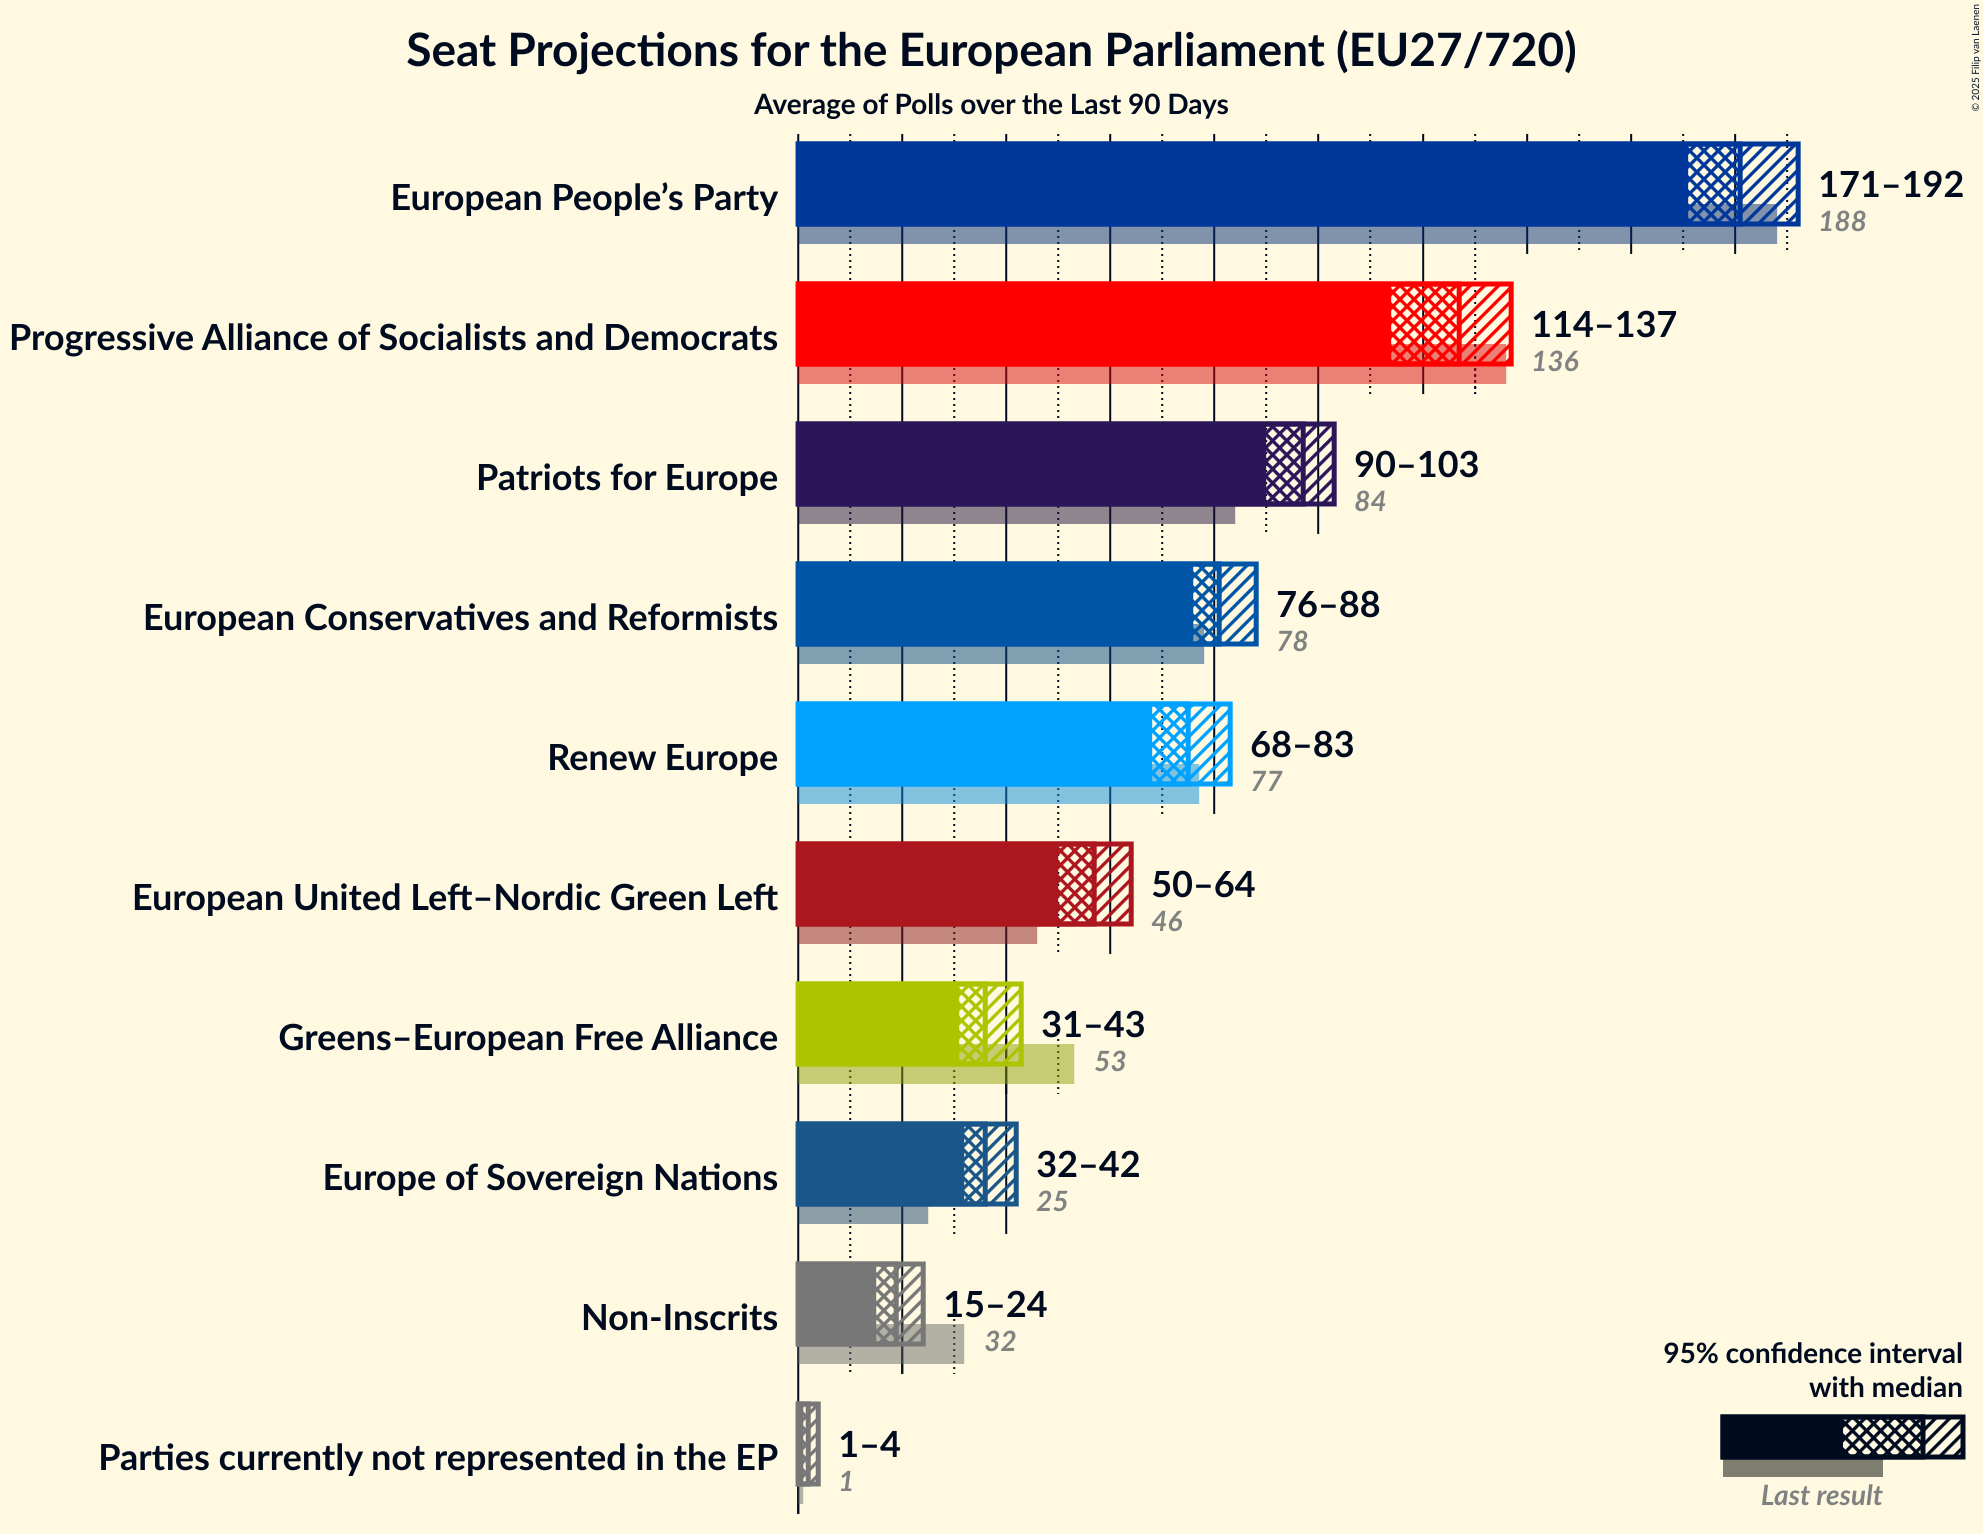 Seat Projections for the European Parliament (EU27/720)
Average of Polls over the Last 90 Days
© 2025 Filip van Laenen
European People’s Party
171–192
188
Progressive Alliance of Socialists and Democrats
114–137
136
Patriots for Europe
90–103
84
European Conservatives and Reformists
76–88
78
Renew Europe
68–83
77
European United Left–Nordic Green Left
50–64
46
Greens–European Free Alliance
31–43
53
Europe of Sovereign Nations
32–42
25
Non-Inscrits
15–24
32
Parties currently not represented in the EP
1–4
1
95% confidence interval
with median
Last result